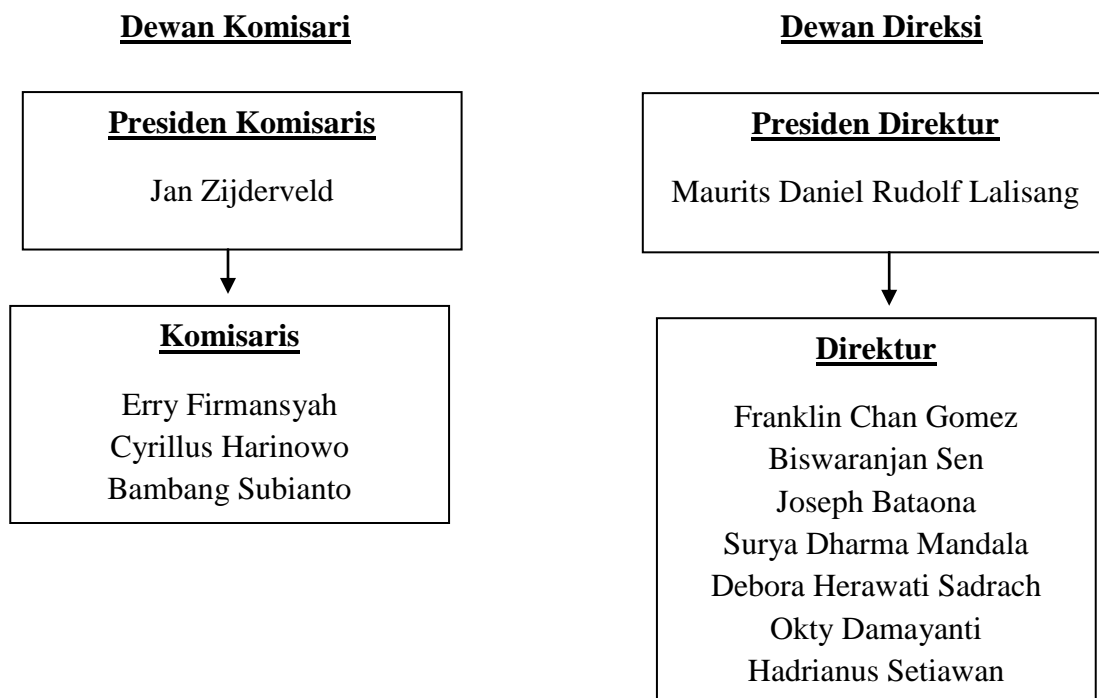 Dewan Komisari
Presiden Komisaris
Jan Zijderveld
Komisaris
Erry Firmansyah
Cyrillus Harinowo
Bambang Subianto
Dewan Direksi
Presiden Direktur
Maurits Daniel Rudolf Lalisang
Direktur
Franklin Chan Gomez
Biswaranjan Sen
Joseph Bataona
Surya Dharma Mandala
Debora Herawati Sadrach
Okty Damayanti
Hadrianus Setiawan